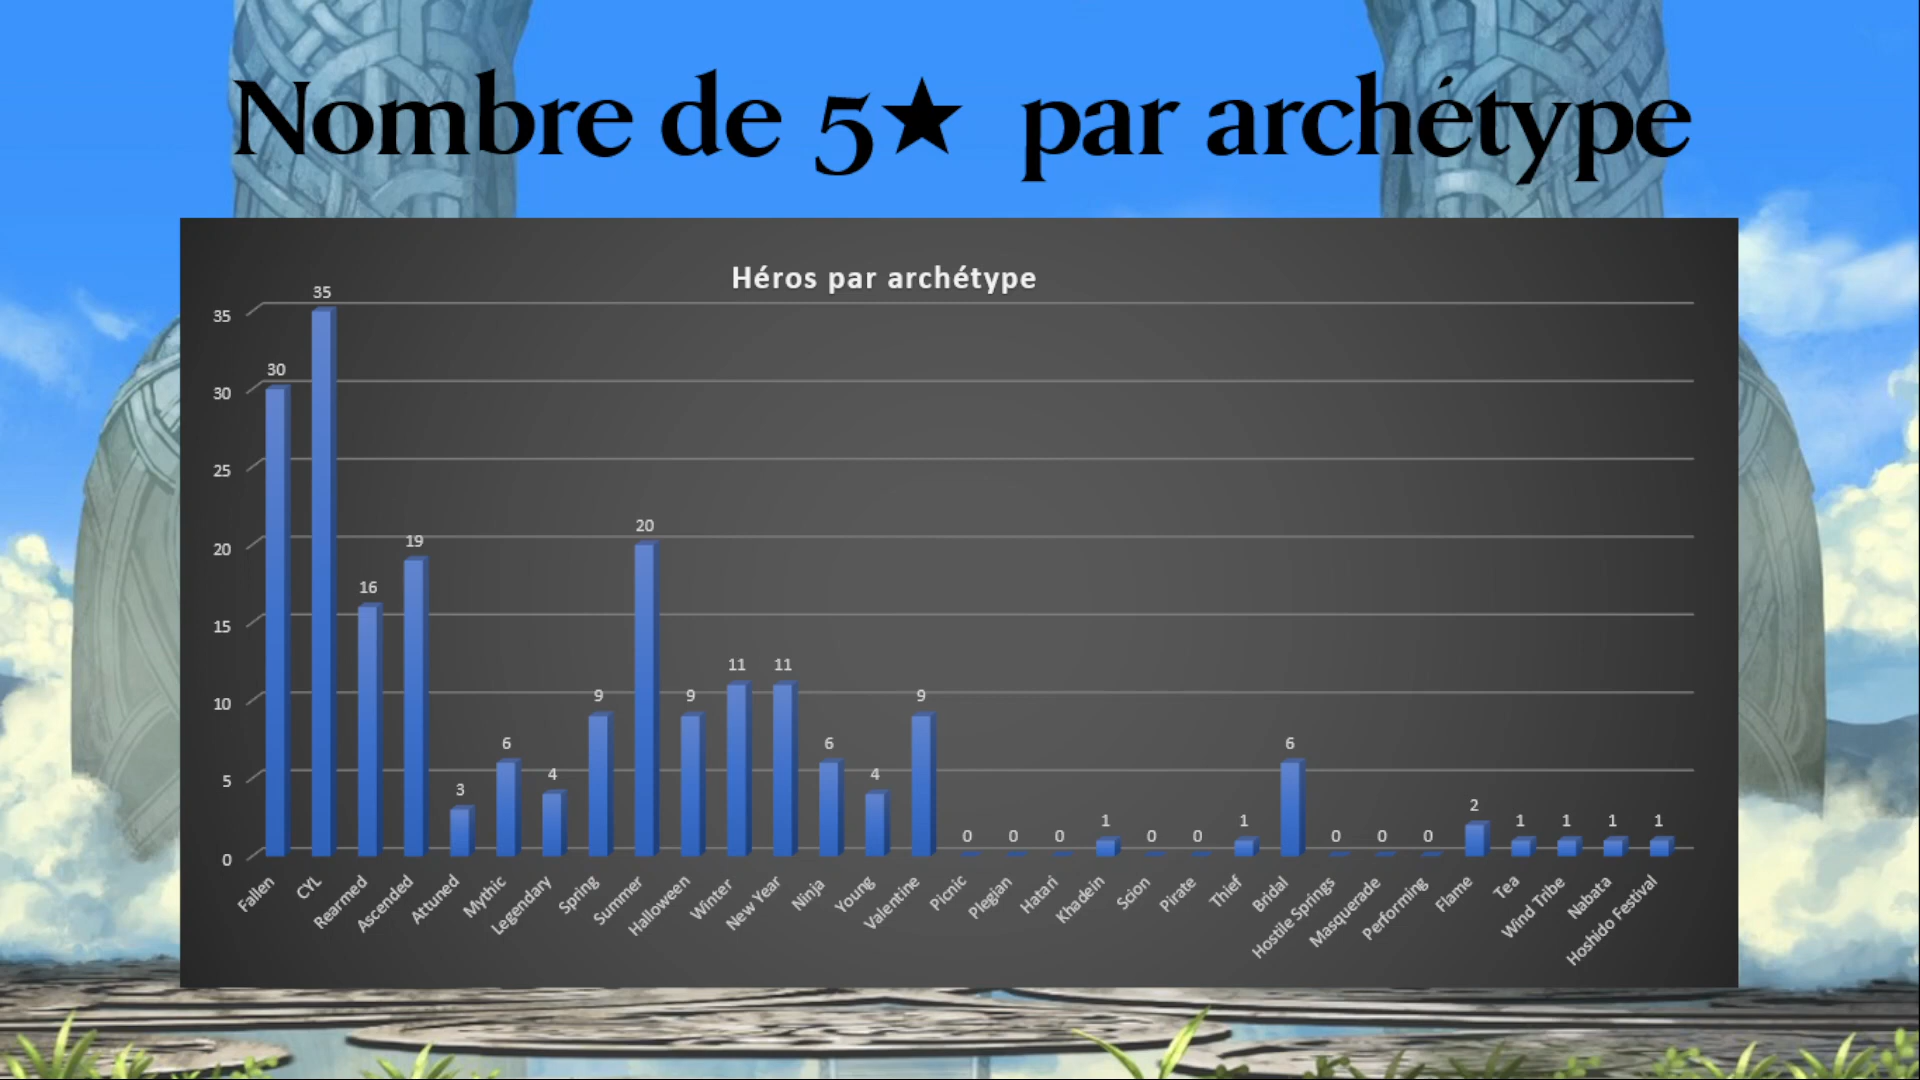 Nombre de 5★ par archétype
Héros par archétype
35
30
25
20
15
10
5
0
30
35
16
19
3
6
4
9
20
9
11
11
6
4
9
0
0
0
1
0
0
1
6
0
0
0
2
1
1
1
1
Fallen
CYL
Rearmed
Ascended
Attuned
Mythic
Legendary
Spring
Summer
Halloween
Winter
New Year
Ninja
Young
Valentine
Picnic
Plegian
Hatari
Khadein
Scion
Pirate
Thief
Bridal
Hostile Springs
Masquerade
Performing
Flame
Tea
Wind Tribe
Nabata
Hoshido Festival